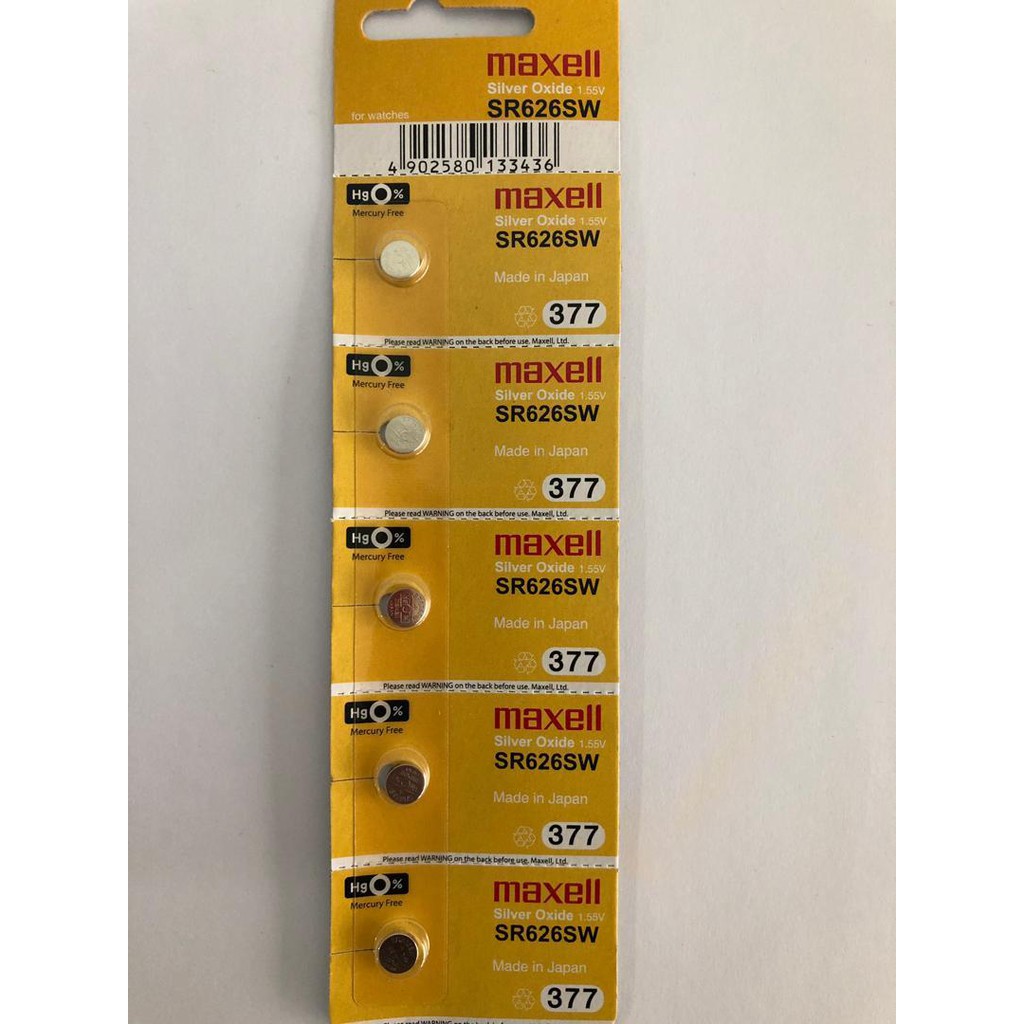 maxell
Silver Oxide 1.55V
for watches SR626SW
4 902580 133436
Hg 0%
Mercury Free
maxell
Silver Oxide 1.55V
SR626SW
Made in Japan
377
Please read WARNING on the back before use. Maxell, Ltd.
Hg 0%
Mercury Free
maxell
Silver Oxide 1.55V
SR626SW
Made in Japan
377
Please read WARNING on the back before use. Maxell, Ltd.
Hg 0%
Mercury Free
maxell
Silver Oxide 1.55V
SR626SW
Made in Japan
377
Please read WARNING on the back before use. Maxell, Ltd.
Hg 0%
Mercury Free
maxell
Silver Oxide 1.55V
SR626SW
Made in Japan
377
Please read WARNING on the back before use. Maxell, Ltd.
Hg 0%
Mercury Free
maxell
Silver Oxide 1.55V
SR626SW
Made in Japan
377